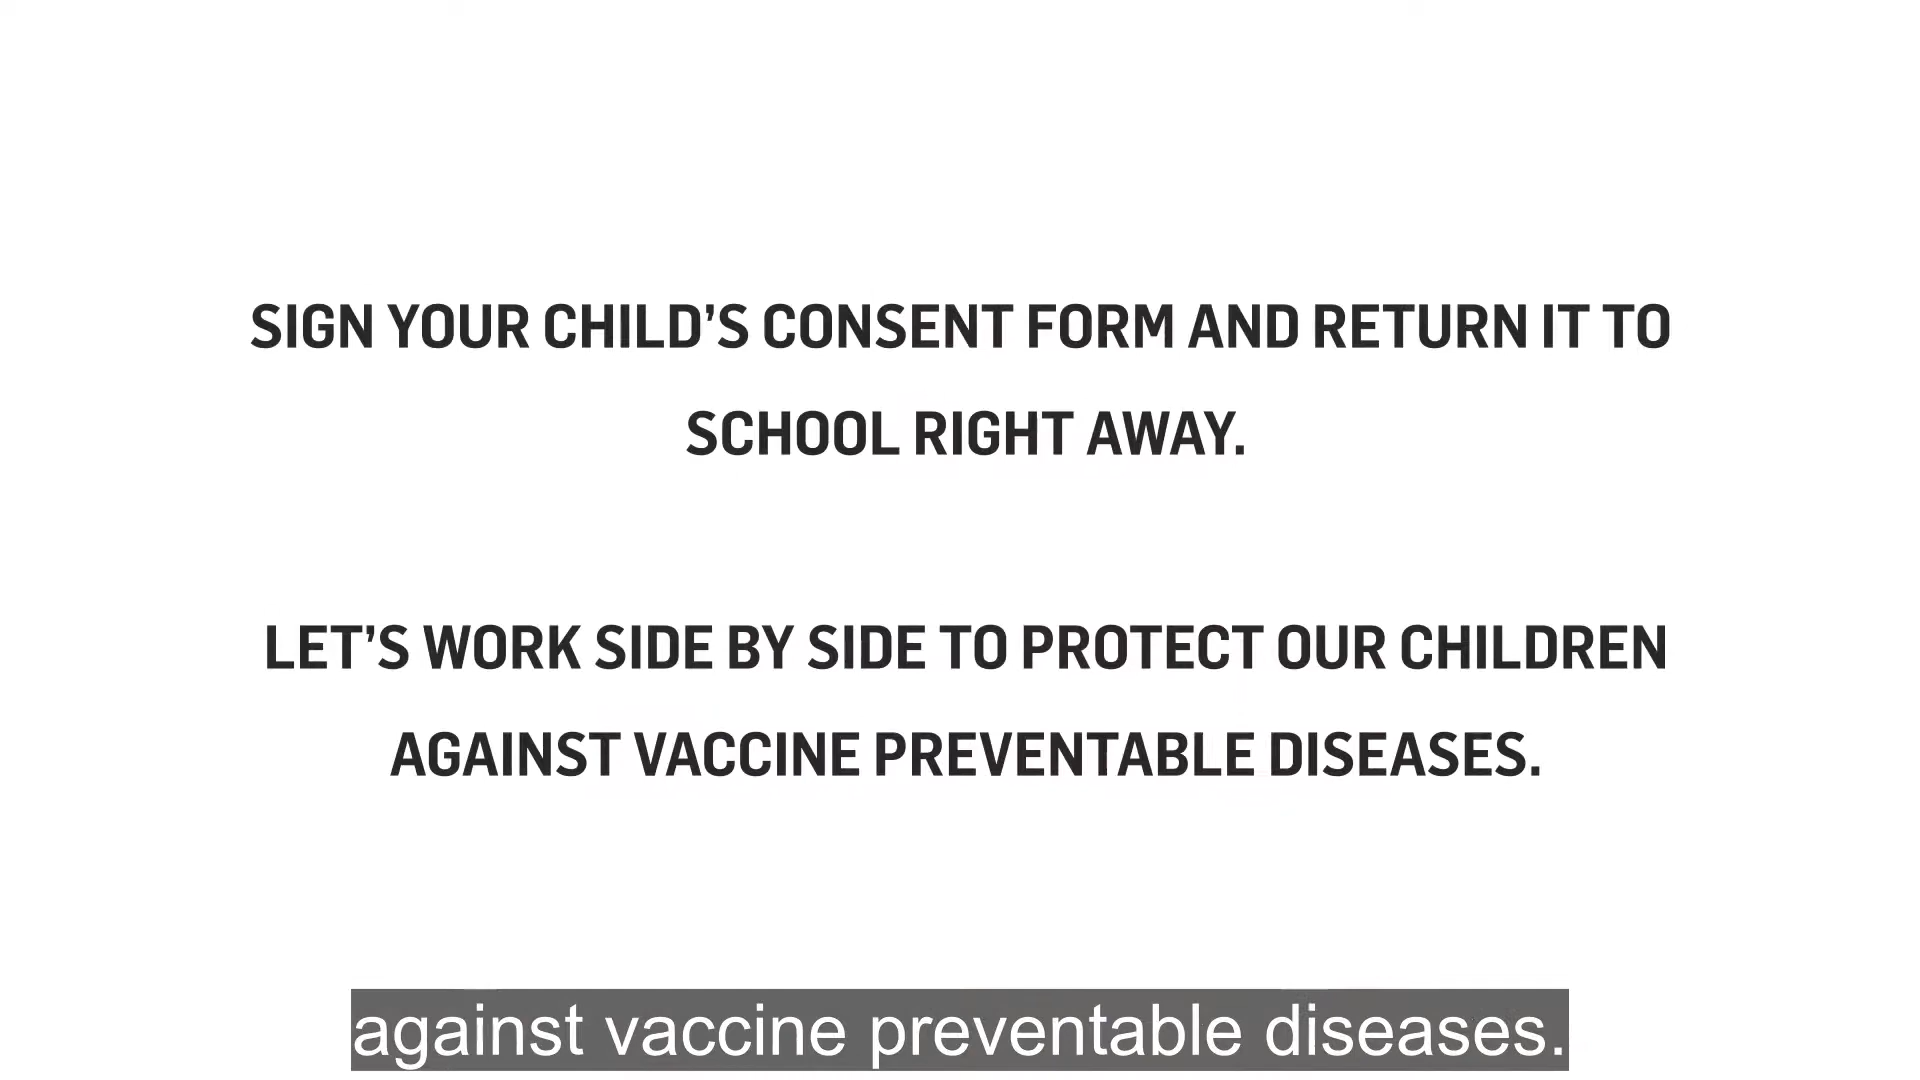 SIGN YOUR CHILD’S CONSENT FORM AND RETURN IT TO
SCHOOL RIGHT AWAY.
LET’S WORK SIDE BY SIDE TO PROTECT OUR CHILDREN
AGAINST VACCINE PREVENTABLE DISEASES.
against vaccine preventable diseases.